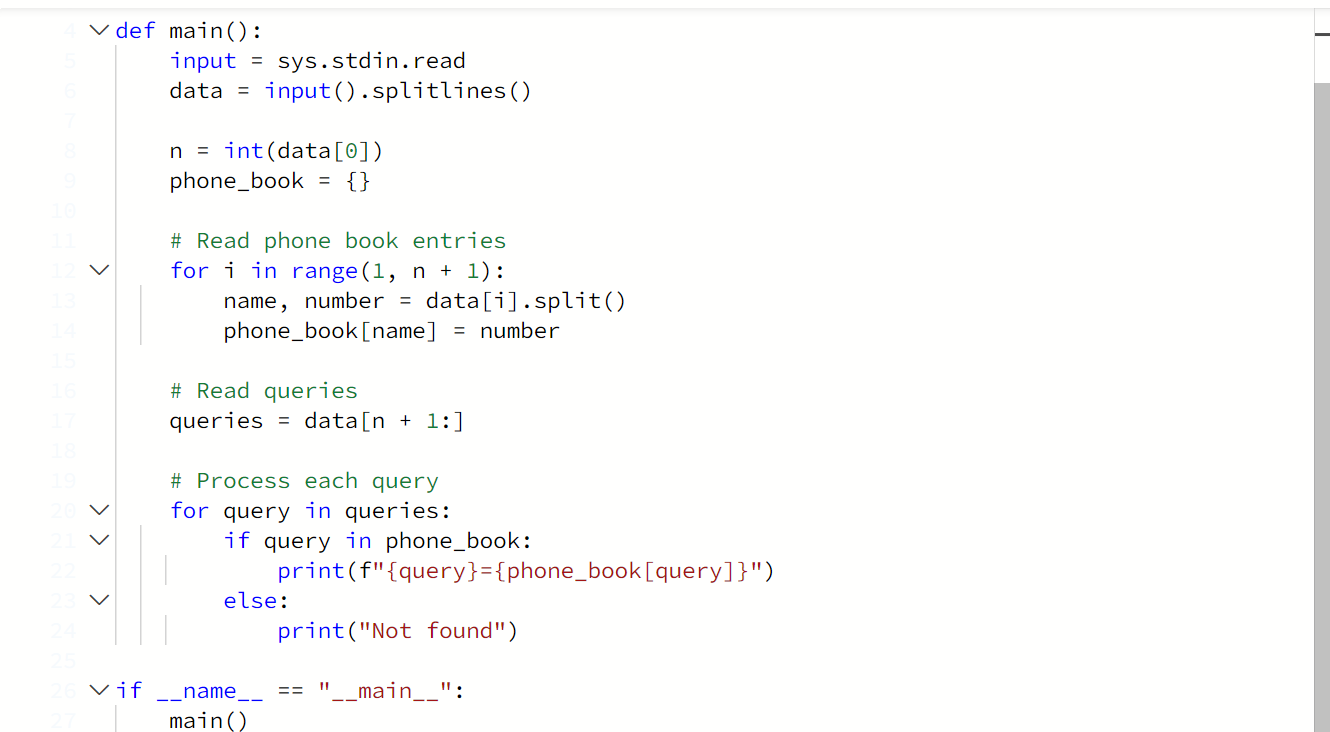 4 def main():
5     input = sys.stdin.read
6     data = input().splitlines()
7
8     n = int(data[0])
9     phone_book = {}
10
11     # Read phone book entries
12     for i in range(1, n + 1):
13         name, number = data[i].split()
14         phone_book[name] = number
15
16     # Read queries
17     queries = data[n + 1:]
18
19     # Process each query
20     for query in queries:
21         if query in phone_book:
22             print(f"{query}={phone_book[query]}")
23         else:
24             print("Not found")
25
26 if __name__ == "__main__":
27     main()